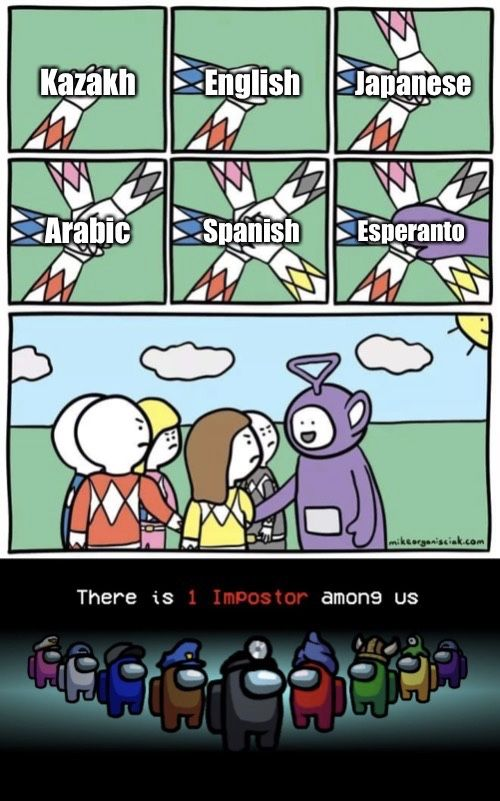 Kazakh
English
Japanese
Arabic
Spanish
Esperanto
mikeorganisciak.com
There is 1 Impostor among us